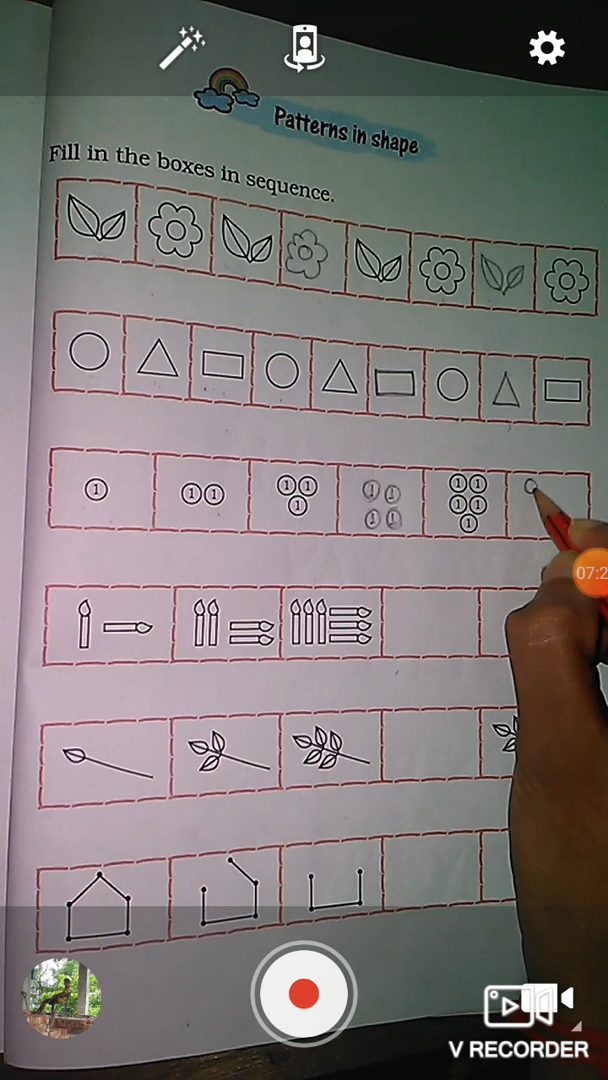 Patterns in shape
Fill in the boxes in sequence.
1 1 1 1 1 1 1 1 1 1 1 1 1 1 1
07:2
V RECORDER